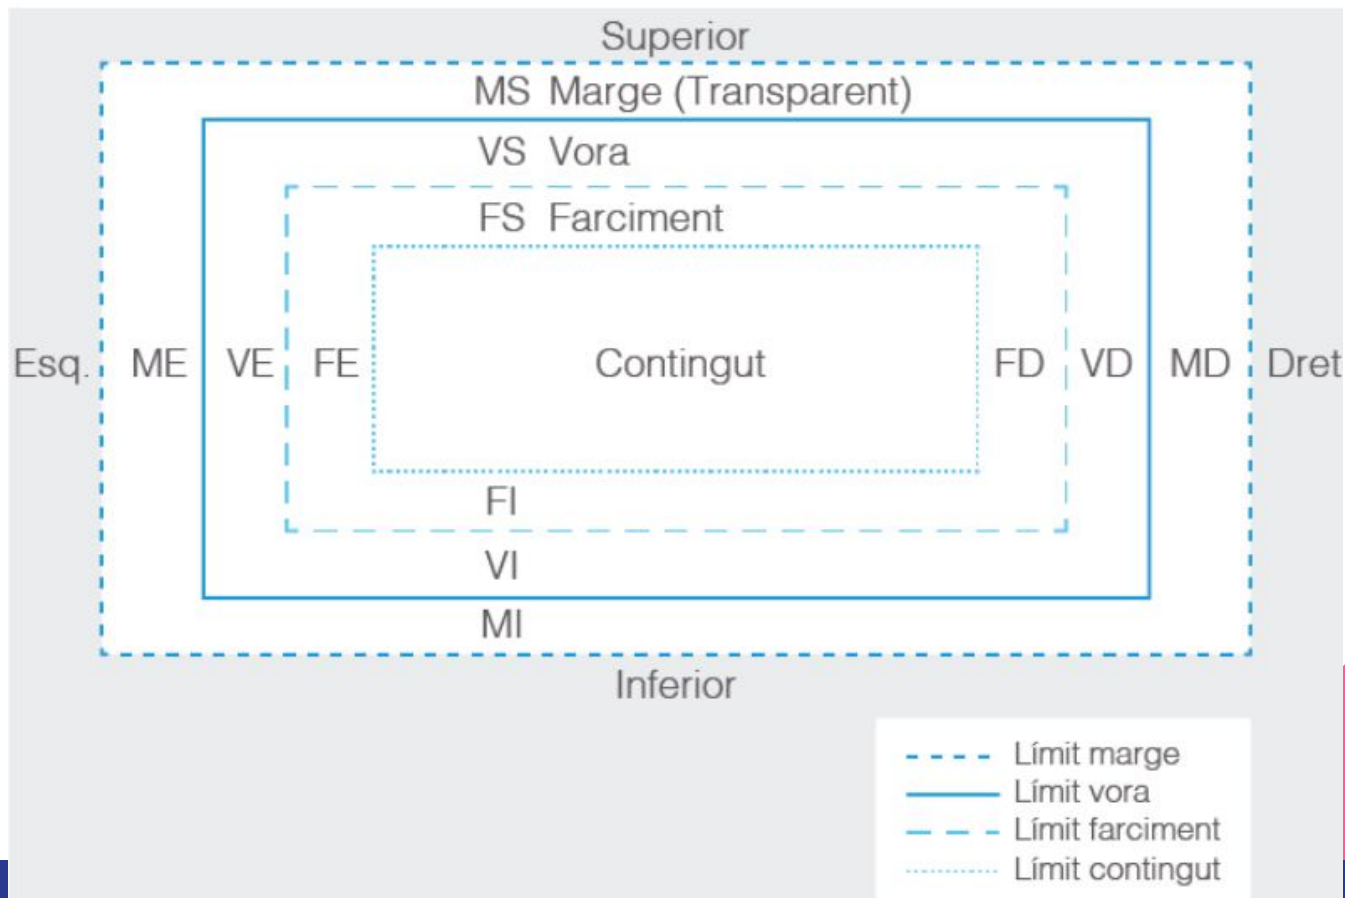 Superior
MS Marge (Transparent)
VS Vora
FS Farciment
Esq. ME VE FE Contingut FD VD MD Dret
FI
VI
MI
Inferior
Límit marge
Límit vora
Límit farciment
Límit contingut